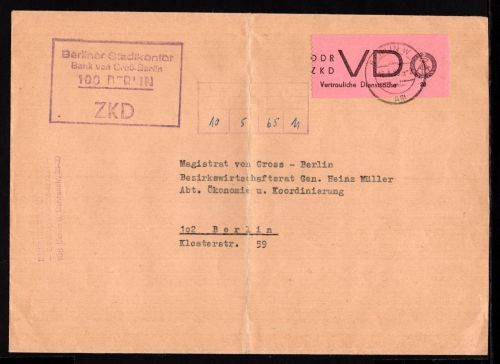 Berliner Stadtkontor
Bank von Groß-Berlin
108 BERLIN
ZKD
DDR
ZKD
VD
Vertrauliche Dienstsache
10 5 65 11
Magistrat von Gross - Berlin
Bezirkswirtschaftsrat Gen. Heinz Müller
Abt. Ökonomie u. Koordinierung
102 Berlin
Klosterstr. 59